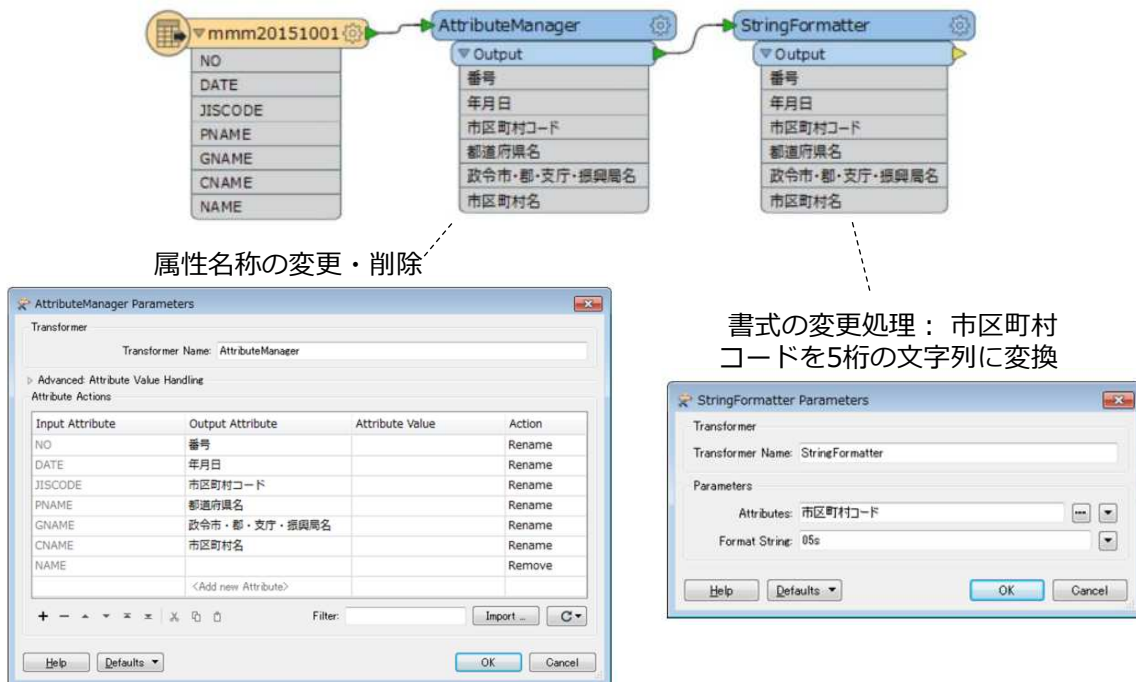 mmm20151001
NO
DATE
JISCODE
PNAME
GNAME
CNAME
NAME
AttributeManager
Output
番号
年月日
市区町村コード
都道府県名
政令市・郡・支庁・振興局名
市区町村名
StringFormatter
Output
番号
年月日
市区町村コード
都道府県名
政令市・郡・支庁・振興局名
市区町村名
属性名称の変更・削除
AttributeManager Parameters
Transformer
Transformer Name: AttributeManager
Advanced: Attribute Value Handling
Attribute Actions
Input Attribute Output Attribute Attribute Value Action
NO 番号 Rename
DATE 年月日 Rename
JISCODE 市区町村コード Rename
PNAME 都道府県名 Rename
GNAME 政令市・郡・支庁・振興局名 Rename
CNAME 市区町村名 Rename
NAME Remove
<Add new Attribute>
Filter: Import ...
Help Defaults OK Cancel
書式の変更処理： 市区町村
コードを5桁の文字列に変換
StringFormatter Parameters
Transformer
Transformer Name: StringFormatter
Parameters
Attributes: 市区町村コード
Format String: 05s
Help Defaults OK Cancel